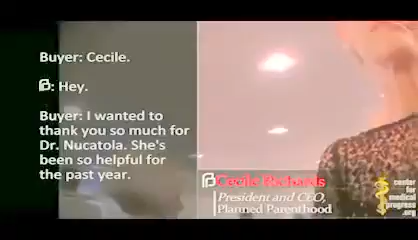 Buyer: Cecile.
: Hey.
Buyer: I wanted to
thank you so much for
Dr. Nucatola. She's
been so helpful for
the past year.
Cecile Richards
President and CEO,
Planned Parenthood
center
for
medical
progress
.org